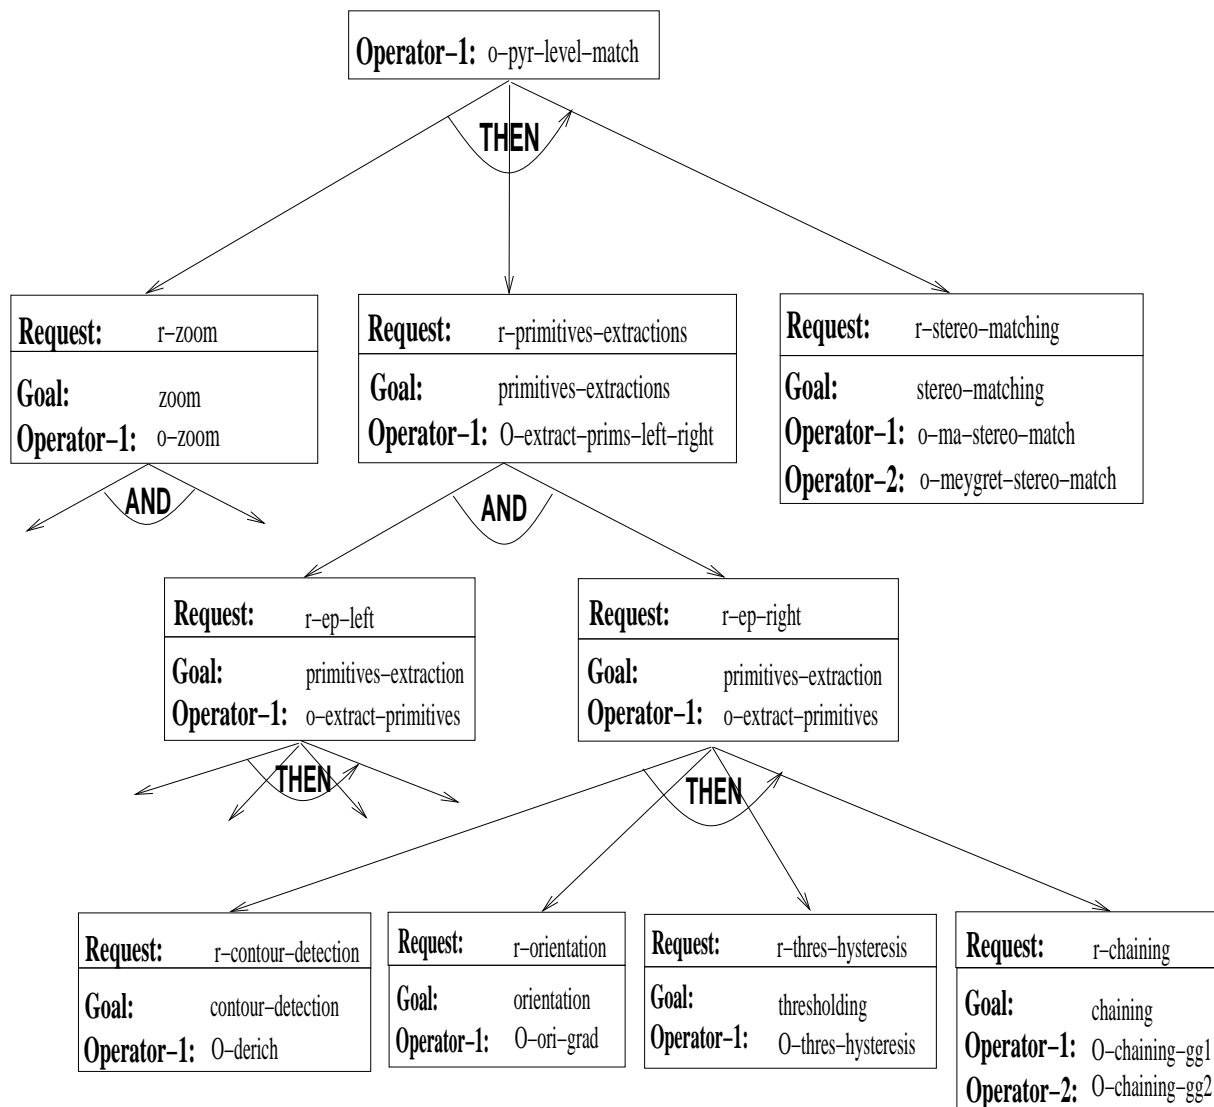 Operator–1: o–pyr–level–match
THEN
Request: r–zoom
Goal: zoom
Operator–1: o–zoom
AND
Request: r–primitives–extractions
Goal: primitives–extractions
Operator–1: O–extract–prims–left–right
AND
Request: r–stereo–matching
Goal: stereo–matching
Operator–1: o–ma–stereo–match
Operator–2: o–meygret–stereo–match
Request: r–ep–left
Goal: primitives–extraction
Operator–1: o–extract–primitives
THEN
Request: r–ep–right
Goal: primitives–extraction
Operator–1: o–extract–primitives
THEN
Request: r–contour–detection
Goal: contour–detection
Operator–1: O–derich
Request: r–orientation
Goal: orientation
Operator–1: O–ori–grad
Request: r–thres–hysteresis
Goal: thresholding
Operator–1: O–thres–hysteresis
Request: r–chaining
Goal: chaining
Operator–1: O–chaining–gg1
Operator–2: O–chaining–gg2